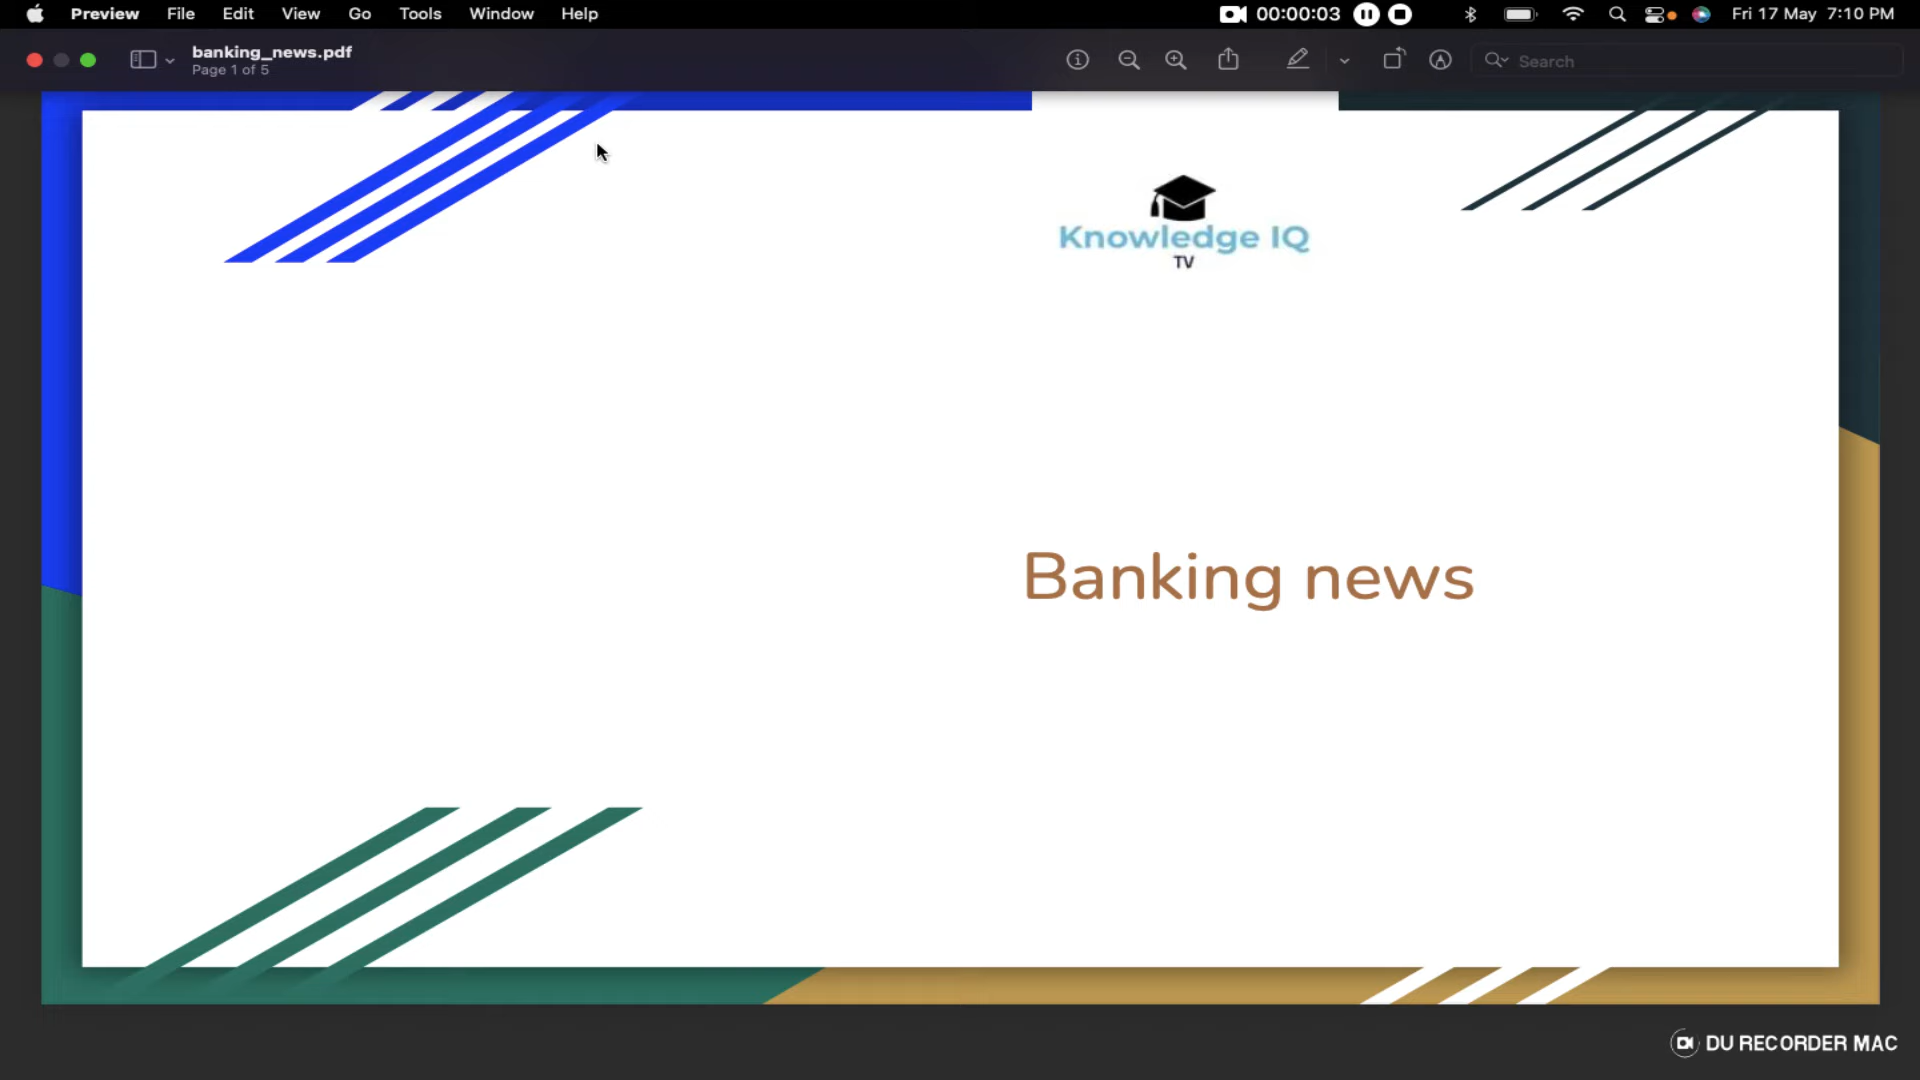 Preview File Edit View Go Tools Window Help 00:00:03 Fri 17 May 7:10 PM
banking_news.pdf
Page 1 of 5
Search
Knowledge IQ
TV
Banking news
DU RECORDER MAC